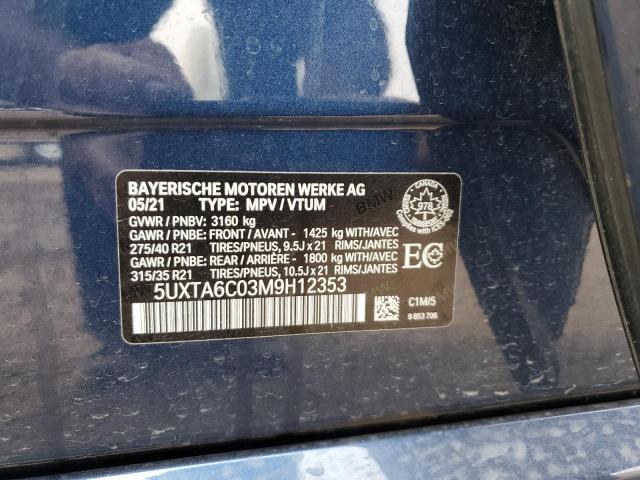 BAYERISCHE MOTOREN WERKE AG
05/21 TYPE: MPV / VTUM
GVWR / PNBV: 3160 kg
GAWR / PNBE: FRONT / AVANT - 1425 kg WITH/AVEC
275/40 R21 TIRES/PNEUS, 9.5J x 21 RIMS/JANTES
GAWR / PNBE: REAR / ARRIÈRE - 1800 kg WITH/AVEC
315/35 R21 TIRES/PNEUS, 10.5J x 21 RIMS/JANTES
5UXTA6C03M9H12353
BMW
CANADA
978
TRANSPORT
EC
C1M/5
9 853 709